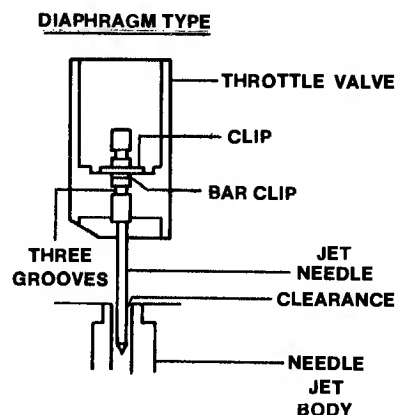 DIAPHRAGM TYPE
THROTTLE VALVE
CLIP
BAR CLIP
THREE
GROOVES
JET
NEEDLE
CLEARANCE
NEEDLE
JET
BODY